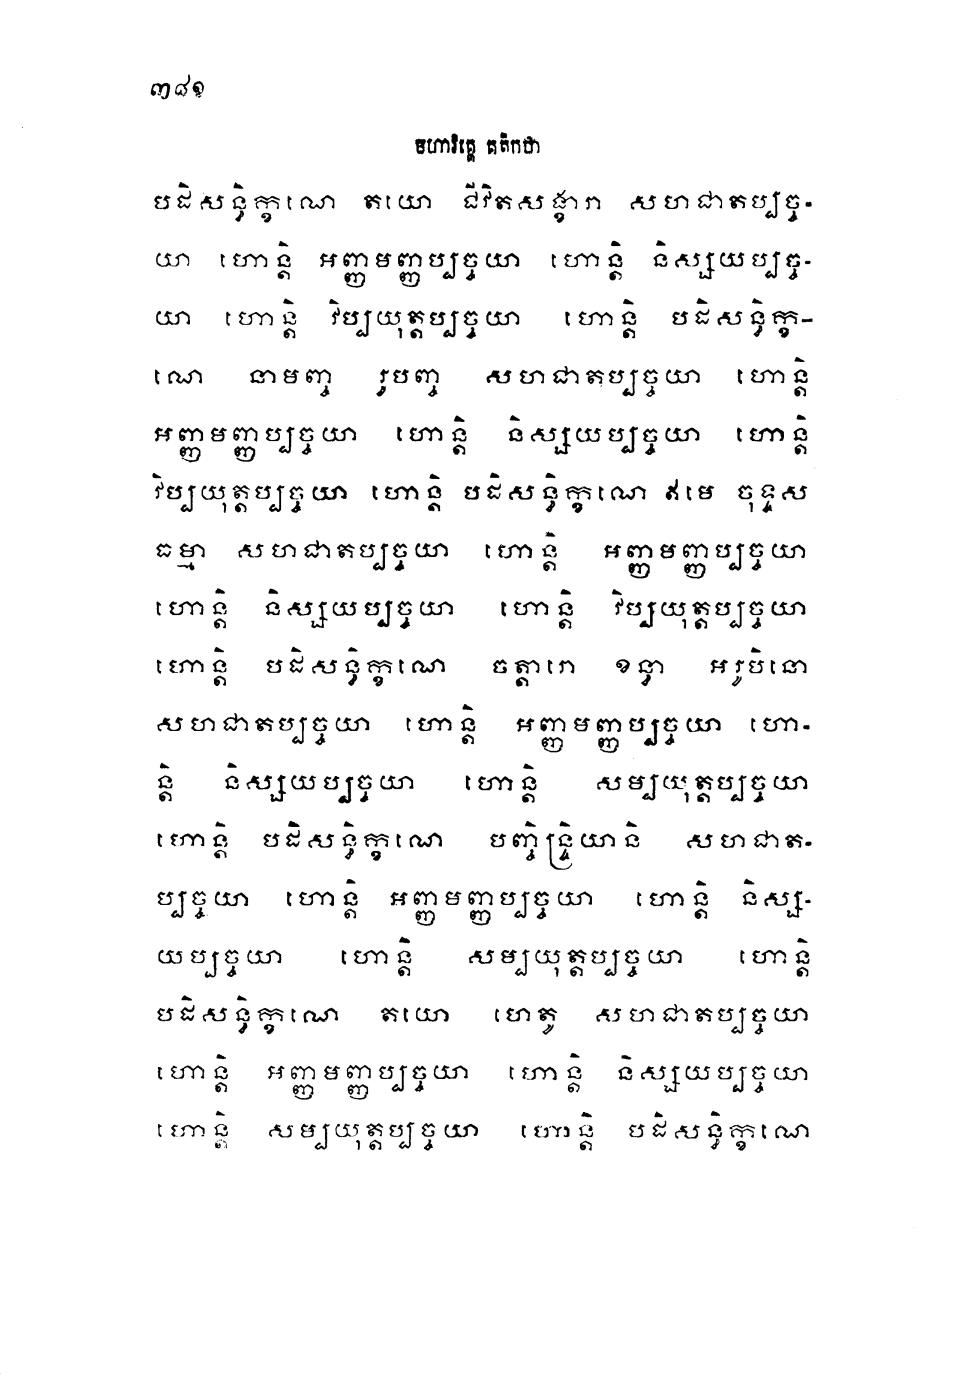 ៣៨១
មហាវិត្ថេ គតិកថា
បដិសន្ធិក្ខណេ តយោ ជីវិតសង្ខារា សហជាតប្បច្ច-
យា ហោន្តិ អញ្ញមញ្ញប្បច្ចយា ហោន្តិ និស្សយប្បច្ច-
យា ហោន្តិ វិប្បយុត្តប្បច្ចយា ហោន្តិ បដិសន្ធិក្ខ-
ណេ នាមញ្ច រូបញ្ច សហជាតប្បច្ចយា ហោន្តិ
អញ្ញមញ្ញប្បច្ចយា ហោន្តិ និស្សយប្បច្ចយា ហោន្តិ
វិប្បយុត្តប្បច្ចយា ហោន្តិ បដិសន្ធិក្ខណេ ឥមេ ចុទ្ទស
ធម្មា សហជាតប្បច្ចយា ហោន្តិ អញ្ញមញ្ញប្បច្ចយា
ហោន្តិ និស្សយប្បច្ចយា ហោន្តិ វិប្បយុត្តប្បច្ចយា
ហោន្តិ បដិសន្ធិក្ខណេ ចត្តារោ ខន្ធា អរូបិនោ
សហជាតប្បច្ចយា ហោន្តិ អញ្ញមញ្ញប្បច្ចយា ហោ-
ន្តិ និស្សយប្បច្ចយា ហោន្តិ សម្បយុត្តប្បច្ចយា
ហោន្តិ បដិសន្ធិក្ខណេ បញ្ចិន្ទ្រិយានិ សហជាត-
ប្បច្ចយា ហោន្តិ អញ្ញមញ្ញប្បច្ចយា ហោន្តិ និស្ស-
យប្បច្ចយា ហោន្តិ សម្បយុត្តប្បច្ចយា ហោន្តិ
បដិសន្ធិក្ខណេ តយោ ហេតូ សហជាតប្បច្ចយា
ហោន្តិ អញ្ញមញ្ញប្បច្ចយា ហោន្តិ និស្សយប្បច្ចយា
ហោន្តិ សម្បយុត្តប្បច្ចយា ហោន្តិ បដិសន្ធិក្ខណេ